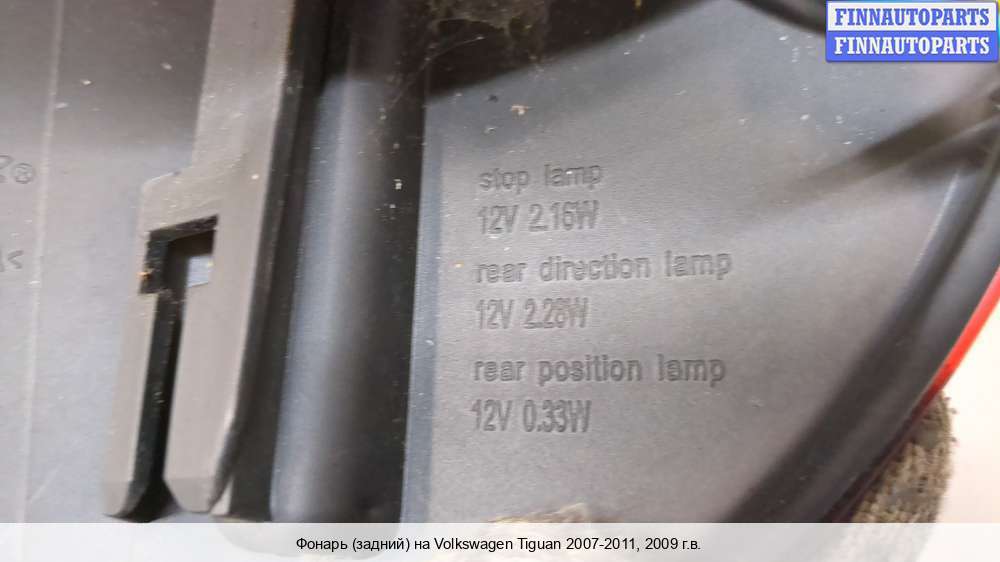 FINNAUTOPARTS
FINNAUTOPARTS
stop lamp
12V 2.16W
rear direction lamp
12V 2.28W
rear position lamp
12V 0.33W
Фонарь (задний) на Volkswagen Tiguan 2007-2011, 2009 г.в.